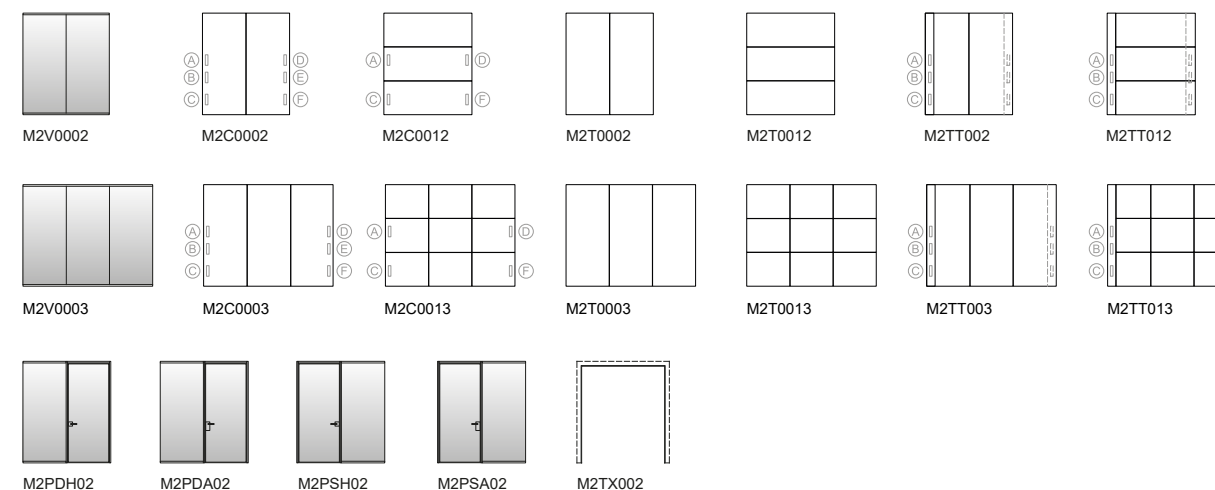 A D A D A A
B E B B
C F C F C C
M2V0002 M2C0002 M2C0012 M2T0002 M2T0012 M2TT002 M2TT012
A D A D A A
B E B B
C F C F C C
M2V0003 M2C0003 M2C0013 M2T0003 M2T0013 M2TT003 M2TT013
M2PDH02 M2PDA02 M2PSH02 M2PSA02 M2TX002